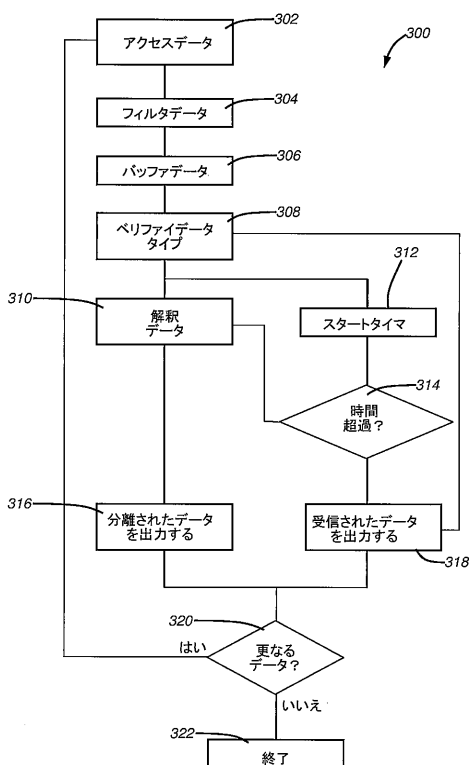 302
アクセスデータ
300
304
フィルタデータ
306
バッファデータ
308
ベリファイデータ
タイプ
312
310
解釈
データ
スタートタイマ
314
時間
超過?
316
分離されたデータ
を出力する
受信されたデータ
を出力する
318
320
はい
更なる
データ?
いいえ
322
終了